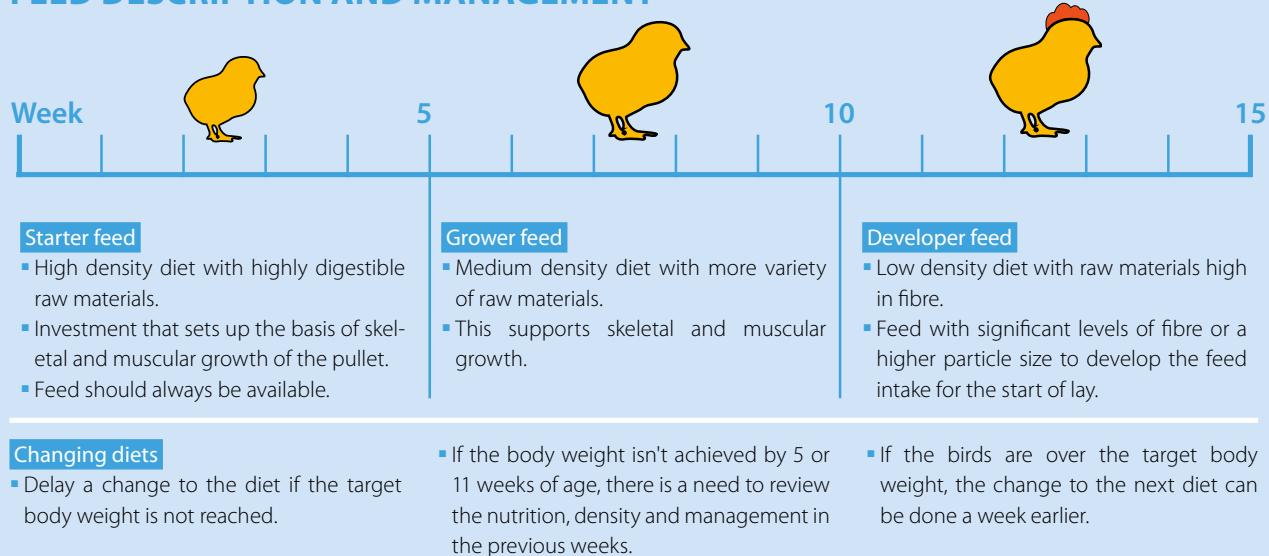 FEED DESCRIPTION AND MANAGEMENT
Week
5
10
15
Starter feed
▪ High density diet with highly digestible
raw materials.
▪ Investment that sets up the basis of skel-
etal and muscular growth of the pullet.
▪ Feed should always be available.
Grower feed
▪ Medium density diet with more variety
of raw materials.
▪ This supports skeletal and muscular
growth.
Developer feed
▪ Low density diet with raw materials high
in fibre.
▪ Feed with significant levels of fibre or a
higher particle size to develop the feed
intake for the start of lay.
Changing diets
▪ Delay a change to the diet if the target
body weight is not reached.
▪ If the body weight isn't achieved by 5 or
11 weeks of age, there is a need to review
the nutrition, density and management in
the previous weeks.
▪ If the birds are over the target body
weight, the change to the next diet can
be done a week earlier.